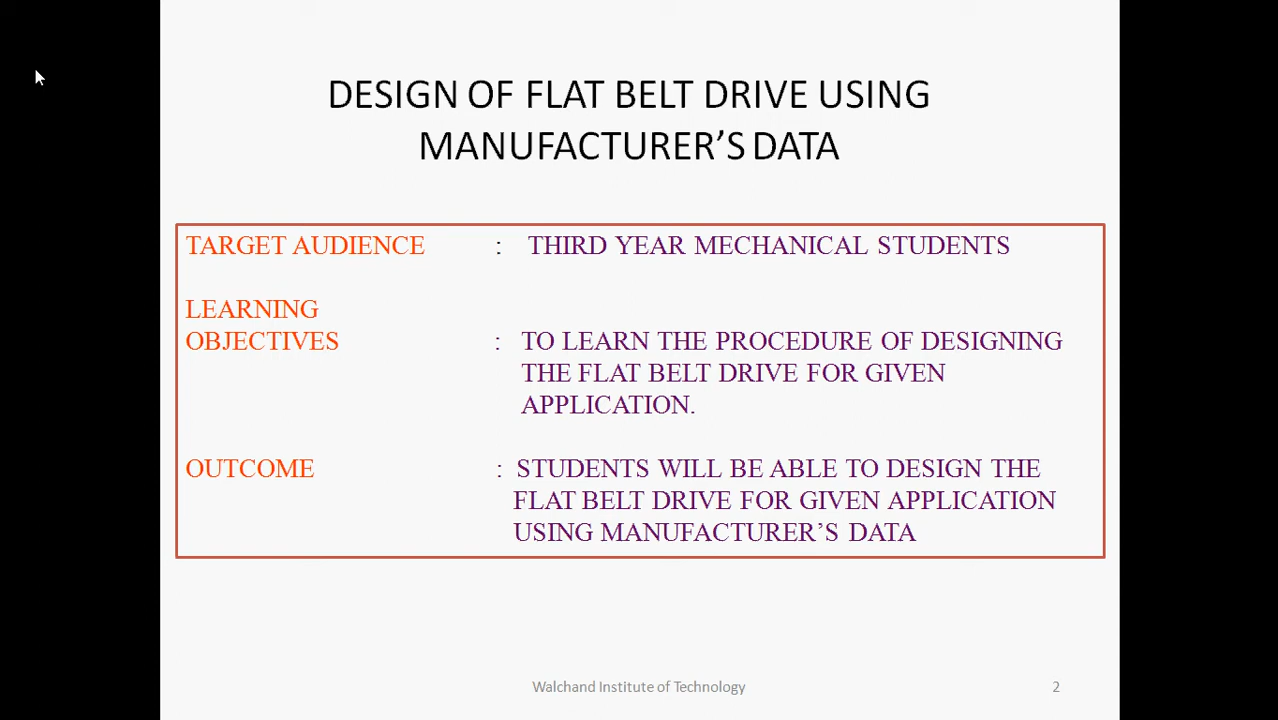 DESIGN OF FLAT BELT DRIVE USING
MANUFACTURER’S DATA
TARGET AUDIENCE : THIRD YEAR MECHANICAL STUDENTS
LEARNING
OBJECTIVES : TO LEARN THE PROCEDURE OF DESIGNING
THE FLAT BELT DRIVE FOR GIVEN
APPLICATION.
OUTCOME : STUDENTS WILL BE ABLE TO DESIGN THE
FLAT BELT DRIVE FOR GIVEN APPLICATION
USING MANUFACTURER’S DATA
Walchand Institute of Technology 2